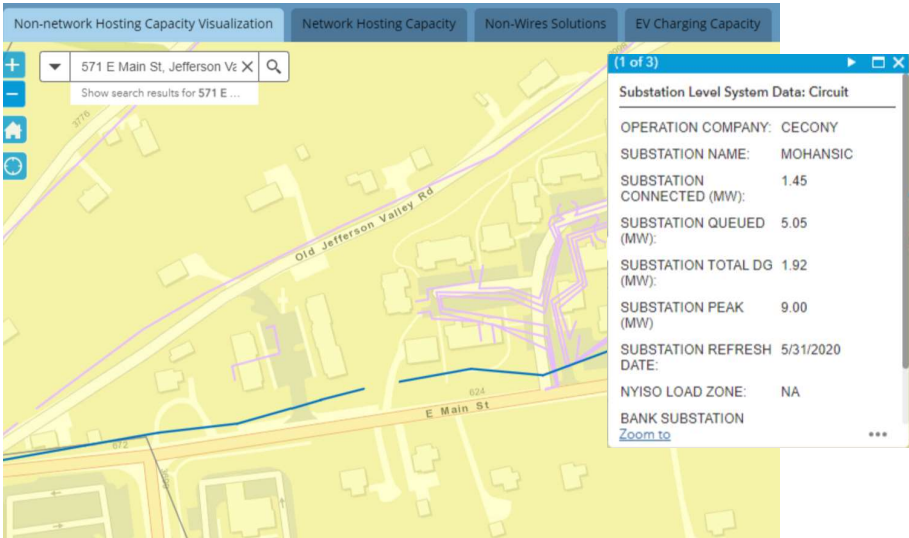 Non-network Hosting Capacity Visualization
Network Hosting Capacity
Non-Wires Solutions
EV Charging Capacity
571 E Main St, Jefferson Va
Show search results for 571 E ...
3776
Old Jefferson Valley Rd
624
E Main St
672
(1 of 3)
Substation Level System Data: Circuit
OPERATION COMPANY: CECONY
SUBSTATION NAME: MOHANSIC
SUBSTATION 1.45
CONNECTED (MW):
SUBSTATION QUEUED 5.05
(MW):
SUBSTATION TOTAL DG 1.92
(MW):
SUBSTATION PEAK 9.00
(MW)
SUBSTATION REFRESH 5/31/2020
DATE:
NYISO LOAD ZONE: NA
BANK SUBSTATION
Zoom to